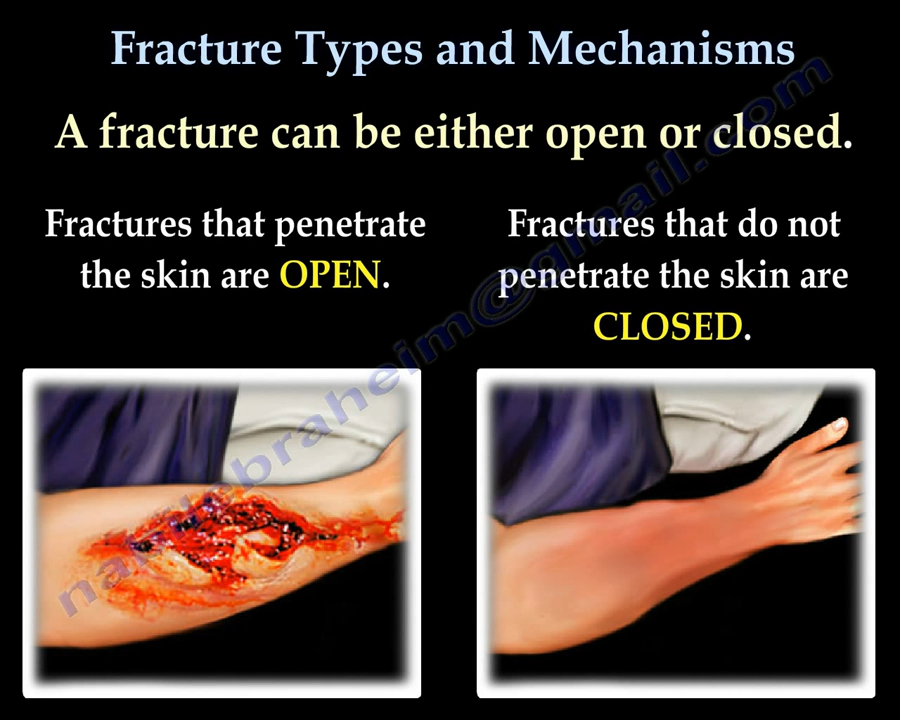 Fracture Types and Mechanisms
A fracture can be either open or closed.
Fractures that penetrate
the skin are OPEN.
Fractures that do not
penetrate the skin are
CLOSED.